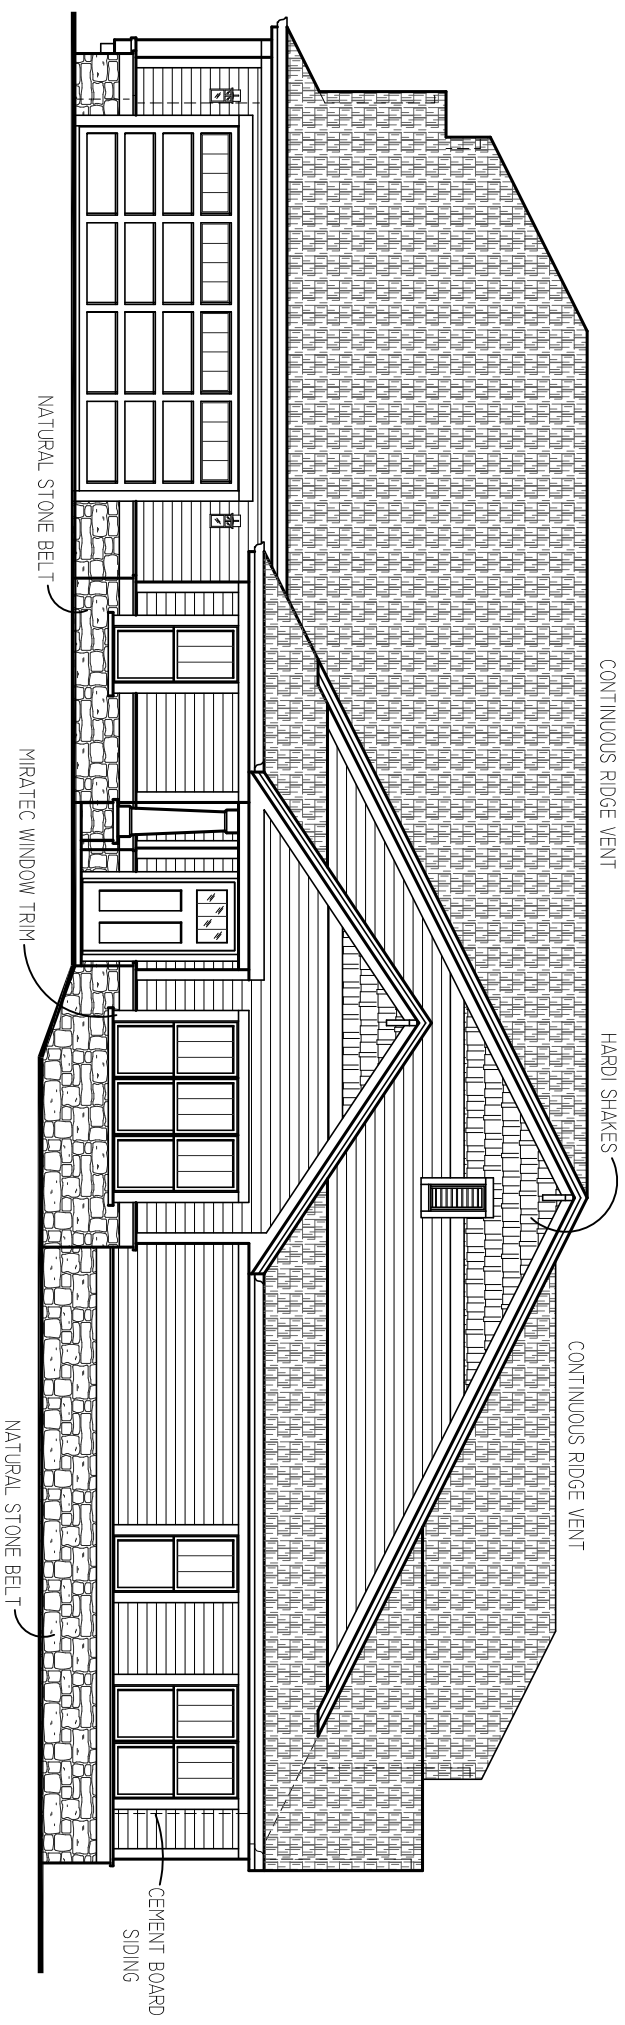 CONTINUOUS RIDGE VENT
HARDI SHAKES
CONTINUOUS RIDGE VENT
CEMENT BOARD
SIDING
NATURAL STONE BELT
MIRATEC WINDOW TRIM
NATURAL STONE BELT